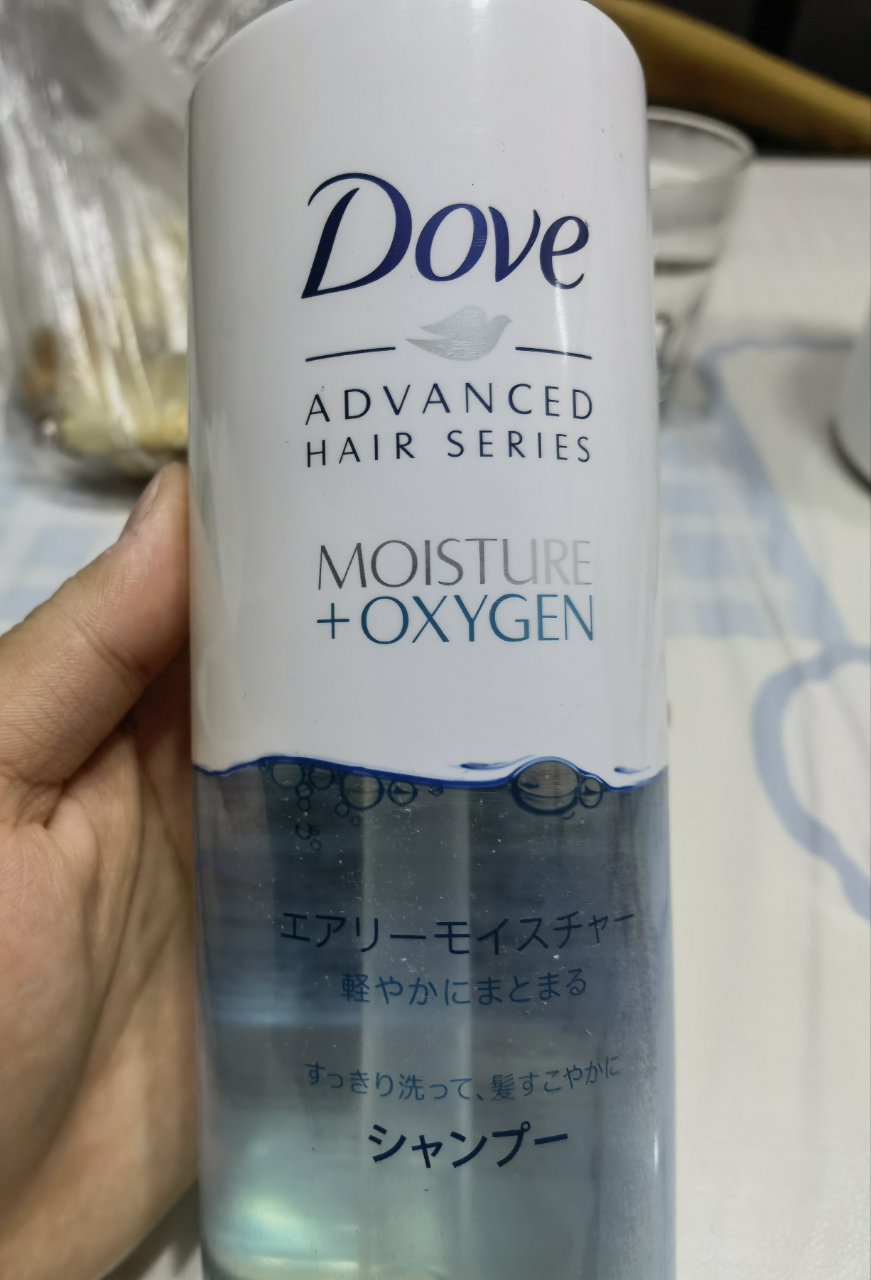 Dove
ADVANCED
HAIR SERIES
MOISTURE
+OXYGEN
エアリーモイスチャー
軽やかにまとまる
すっきり洗って、髪すこやかに
シャンプー